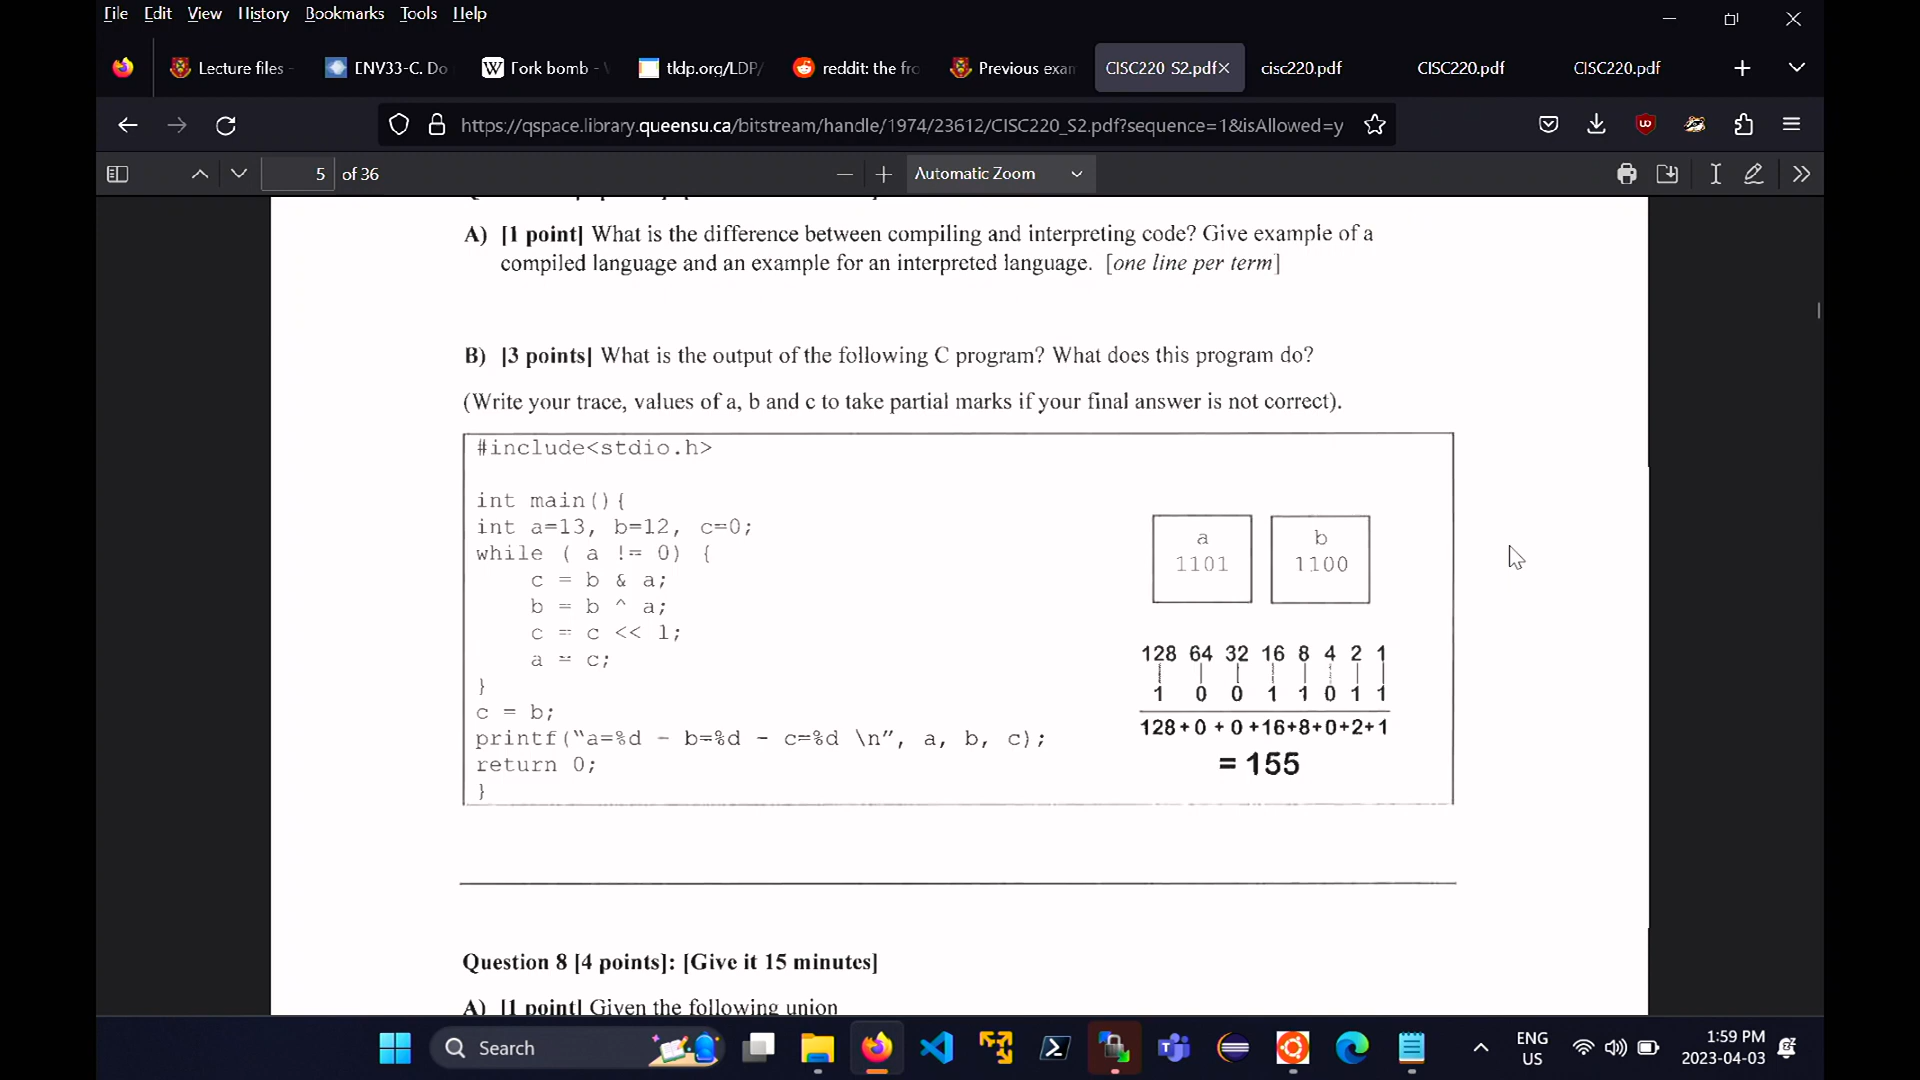 File Edit View History Bookmarks Tools Help
Lecture files -
ENV33-C. Do
W Fork bomb -
tldp.org/LDP/
reddit: the fro
Previous exam
CISC220_S2.pdf
cisc220.pdf
CISC220.pdf
CISC220.pdf
https://qspace.library.queensu.ca/bitstream/handle/1974/23612/CISC220_S2.pdf?sequence=1&isAllowed=y
5 of 36
Automatic Zoom
A) [1 point] What is the difference between compiling and interpreting code? Give example of a
compiled language and an example for an interpreted language. [one line per term]
B) [3 points] What is the output of the following C program? What does this program do?
(Write your trace, values of a, b and c to take partial marks if your final answer is not correct).
#include<stdio.h>
int main(){
int a=13, b=12, c=0;
while ( a != 0) {
c = b & a;
b = b ^ a;
c = c << 1;
a = c;
}
c = b;
printf("a=%d - b=%d - c=%d \n", a, b, c);
return 0;
}
a
1101
b
1100
128 64 32 16 8 4 2 1
1 0 0 1 1 0 1 1
128+0+0+16+8+0+2+1
= 155
Question 8 [4 points]: [Give it 15 minutes]
A) [1 point] Given the following union
Search
ENG
US
1:59 PM
2023-04-03